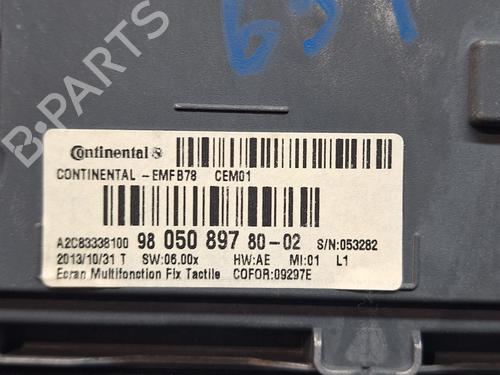 651
B-PARTS
Continental
CONTINENTAL -EMFB78 CEM01
A2C83338100 98 050 897 80-02 S/N:053282
2013/10/31 T SW:06.00x HW:AE MI:01 L1
Ecran Multifonction Fix Tactile COFOR:09297E